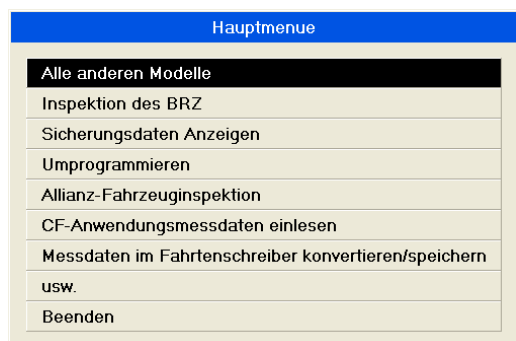 Hauptmenue
Alle anderen Modelle
Inspektion des BRZ
Sicherungsdaten Anzeigen
Umprogrammieren
Allianz-Fahrzeuginspektion
CF-Anwendungsmessdaten einlesen
Messdaten im Fahrtenschreiber konvertieren/speichern
usw.
Beenden